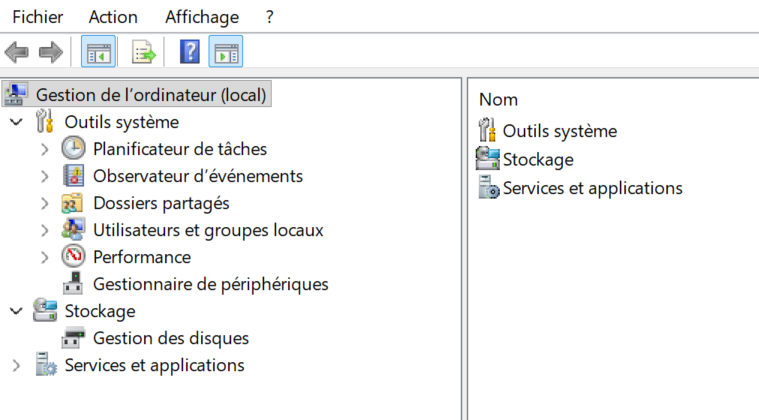 Fichier Action Affichage ?
Gestion de l'ordinateur (local)
Outils système
Planificateur de tâches
Observateur d'événements
Dossiers partagés
Utilisateurs et groupes locaux
Performance
Gestionnaire de périphériques
Stockage
Gestion des disques
Services et applications
Nom
Outils système
Stockage
Services et applications